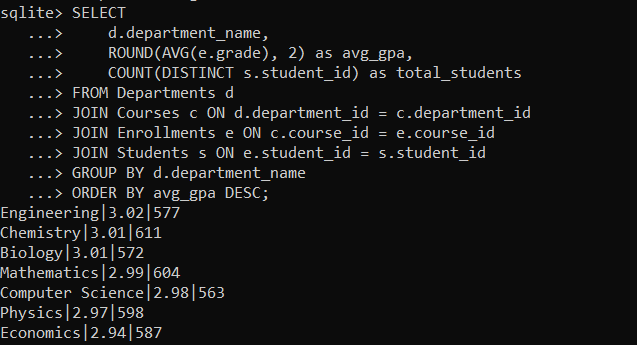 sqlite> SELECT
   ...>     d.department_name,
   ...>     ROUND(AVG(e.grade), 2) as avg_gpa,
   ...>     COUNT(DISTINCT s.student_id) as total_students
   ...> FROM Departments d
   ...> JOIN Courses c ON d.department_id = c.department_id
   ...> JOIN Enrollments e ON c.course_id = e.course_id
   ...> JOIN Students s ON e.student_id = s.student_id
   ...> GROUP BY d.department_name
   ...> ORDER BY avg_gpa DESC;
Engineering|3.02|577
Chemistry|3.01|611
Biology|3.01|572
Mathematics|2.99|604
Computer Science|2.98|563
Physics|2.97|598
Economics|2.94|587